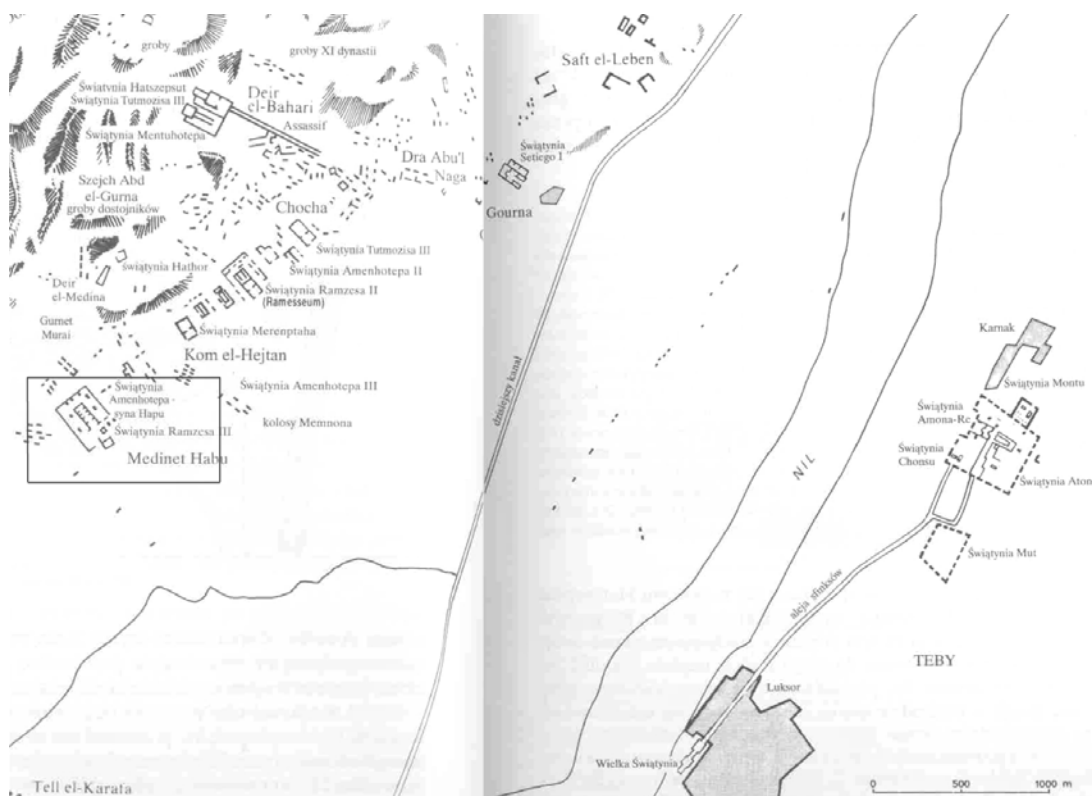 groby
groby XI dynastii
Saft el-Leben
Świątynia Hatszepsut
Świątynia Tutmozisa III
Deir
el-Bahari
Assassif
Świątynia Mentuhotepa
Dra Abu'l
Naga
Świątynia
Setiego I
Szejch Abd
el-Gurna
groby dostojników
Gourna
Chocha
Świątynia Tutmozisa III
świątynia Hathor
Świątynia Amenhotepa II
Deir
el-Medina
Świątynia Ramzesa II
(Ramesseum)
Gurnet
Murai
Świątynia Merenptaha
Kom el-Hejtan
Świątynia
Amenhotepa -
syna Hapu
Świątynia Amenhotepa III
kolosy Memnona
Świątynia Ramzesa III
Medinet Habu
dzisiejszy kanał
NIL
Karnak
Świątynia Montu
Świątynia
Amona-Re
Świątynia
Chonsu
Świątynia Aton
Świątynia Mut
aleja sfinksów
TEBY
Luksor
Wielka Świątynia
Tell el-Karata
0 500 1000 m